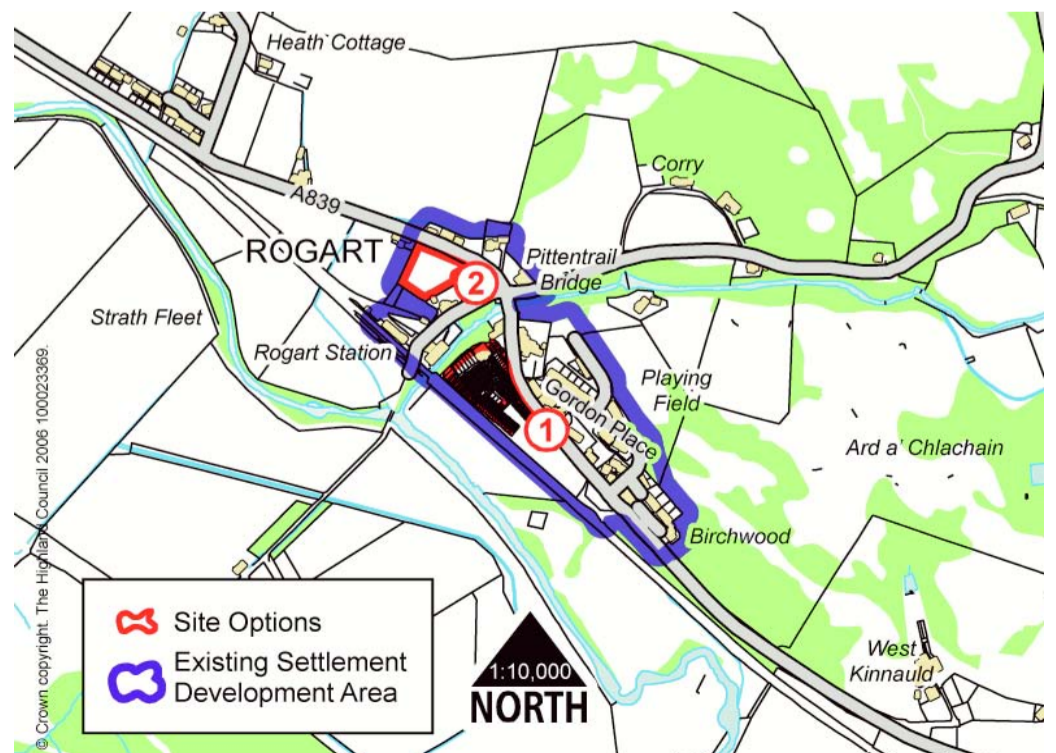 Heath Cottage
A839
Corry
ROGART
Pittentrail
Bridge
2
Strath Fleet
Rogart Station
Playing
Field
Gordon Place
1
Ard a' Chlachain
Birchwood
West
Kinnauld
Site Options
Existing Settlement
Development Area
1:10,000
NORTH
© Crown copyright. The Highland Council 2006 100023369.